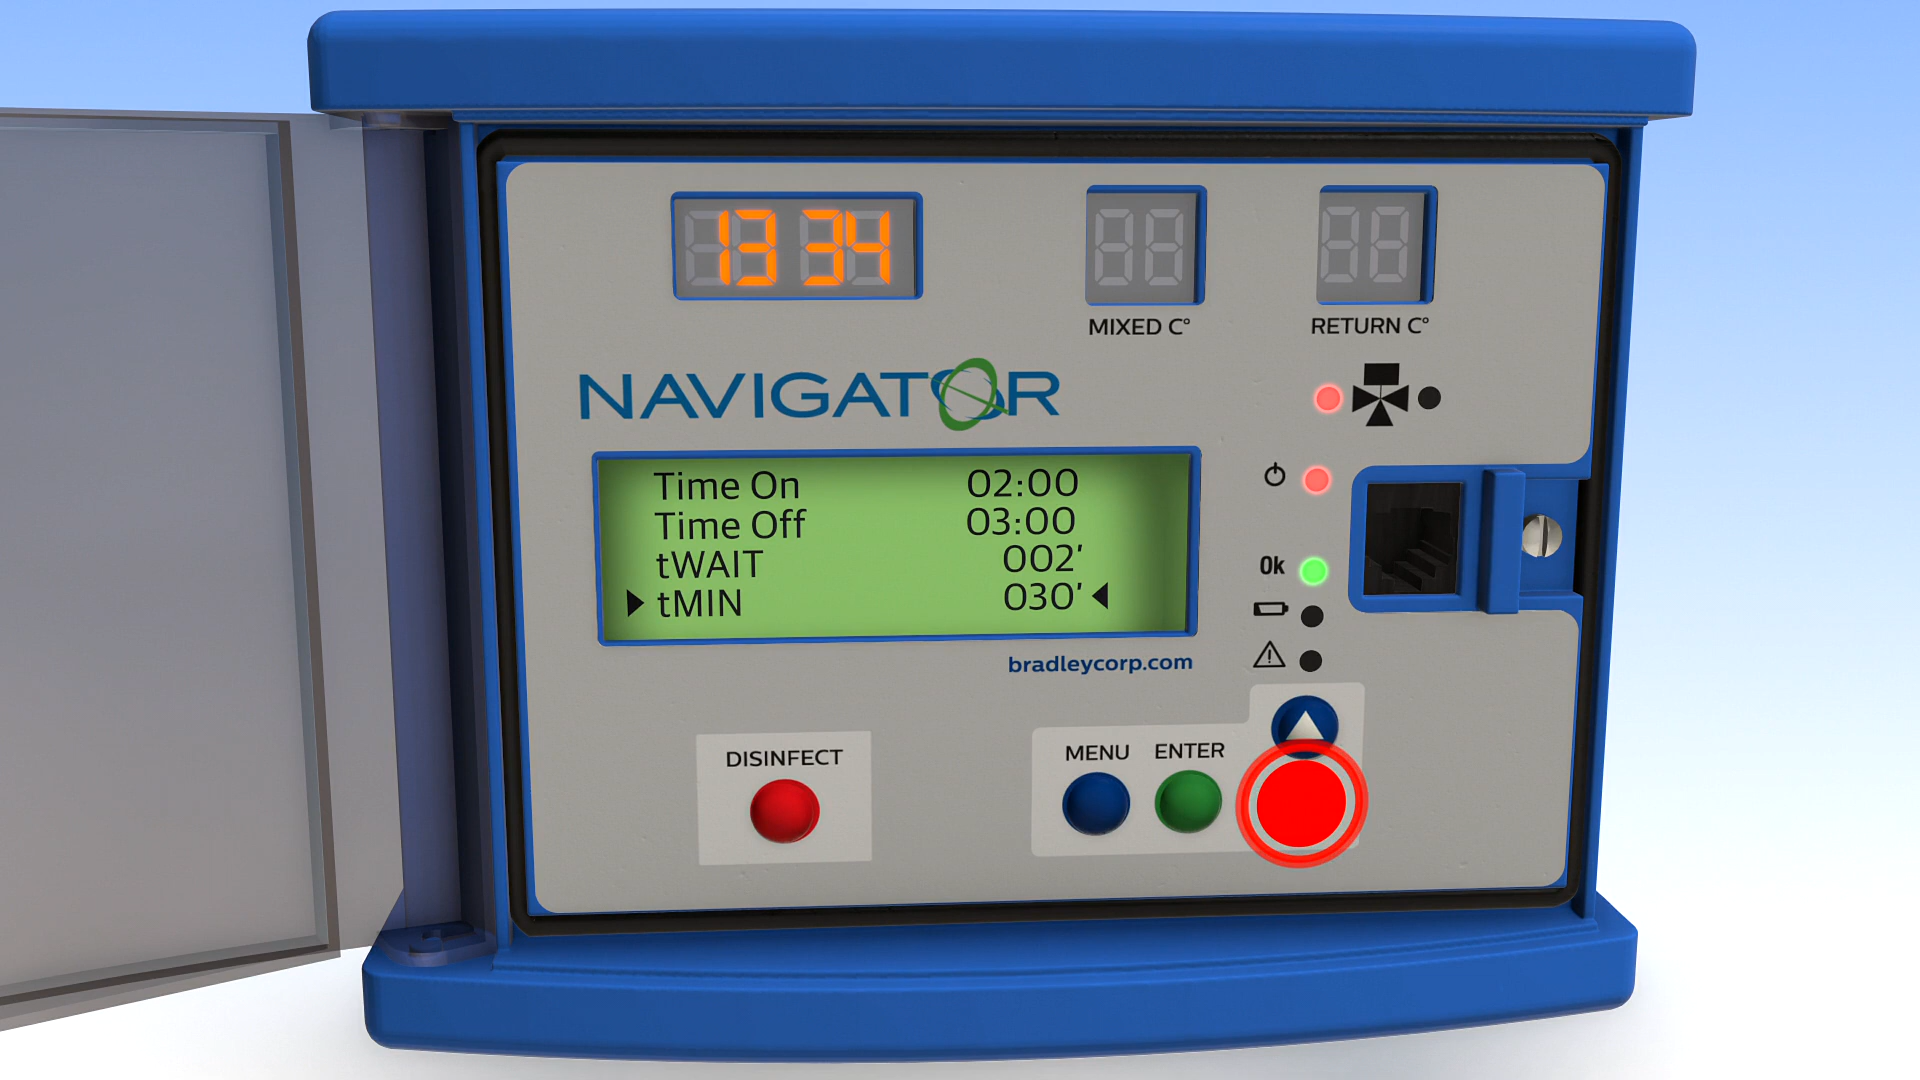 13 34
MIXED C°
RETURN C°
NAVIGATOR
Time On 02:00
Time Off 03:00
tWAIT 002'
tMIN 030'
Ok
bradleycorp.com
DISINFECT
MENU ENTER